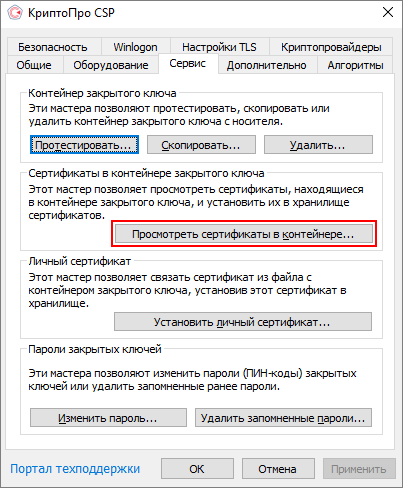 КриптоПро CSP
Безопасность Winlogon Настройки TLS Криптопровайдеры
Общие Оборудование Сервис Дополнительно Алгоритмы
Контейнер закрытого ключа
Эти мастера позволяют протестировать, скопировать или
удалить контейнер закрытого ключа с носителя.
Протестировать... Скопировать... Удалить...
Сертификаты в контейнере закрытого ключа
Этот мастер позволяет просмотреть сертификаты, находящиеся
в контейнере закрытого ключа, и установить их в хранилище
сертификатов.
Просмотреть сертификаты в контейнере...
Личный сертификат
Этот мастер позволяет связать сертификат из файла с
контейнером закрытого ключа, установив этот сертификат в
хранилище.
Установить личный сертификат...
Пароли закрытых ключей
Эти мастера позволяют изменить пароли (ПИН-коды) закрытых
ключей или удалить запомненные ранее пароли.
Изменить пароль... Удалить запомненные пароли...
Портал техподдержки ОК Отмена Применить